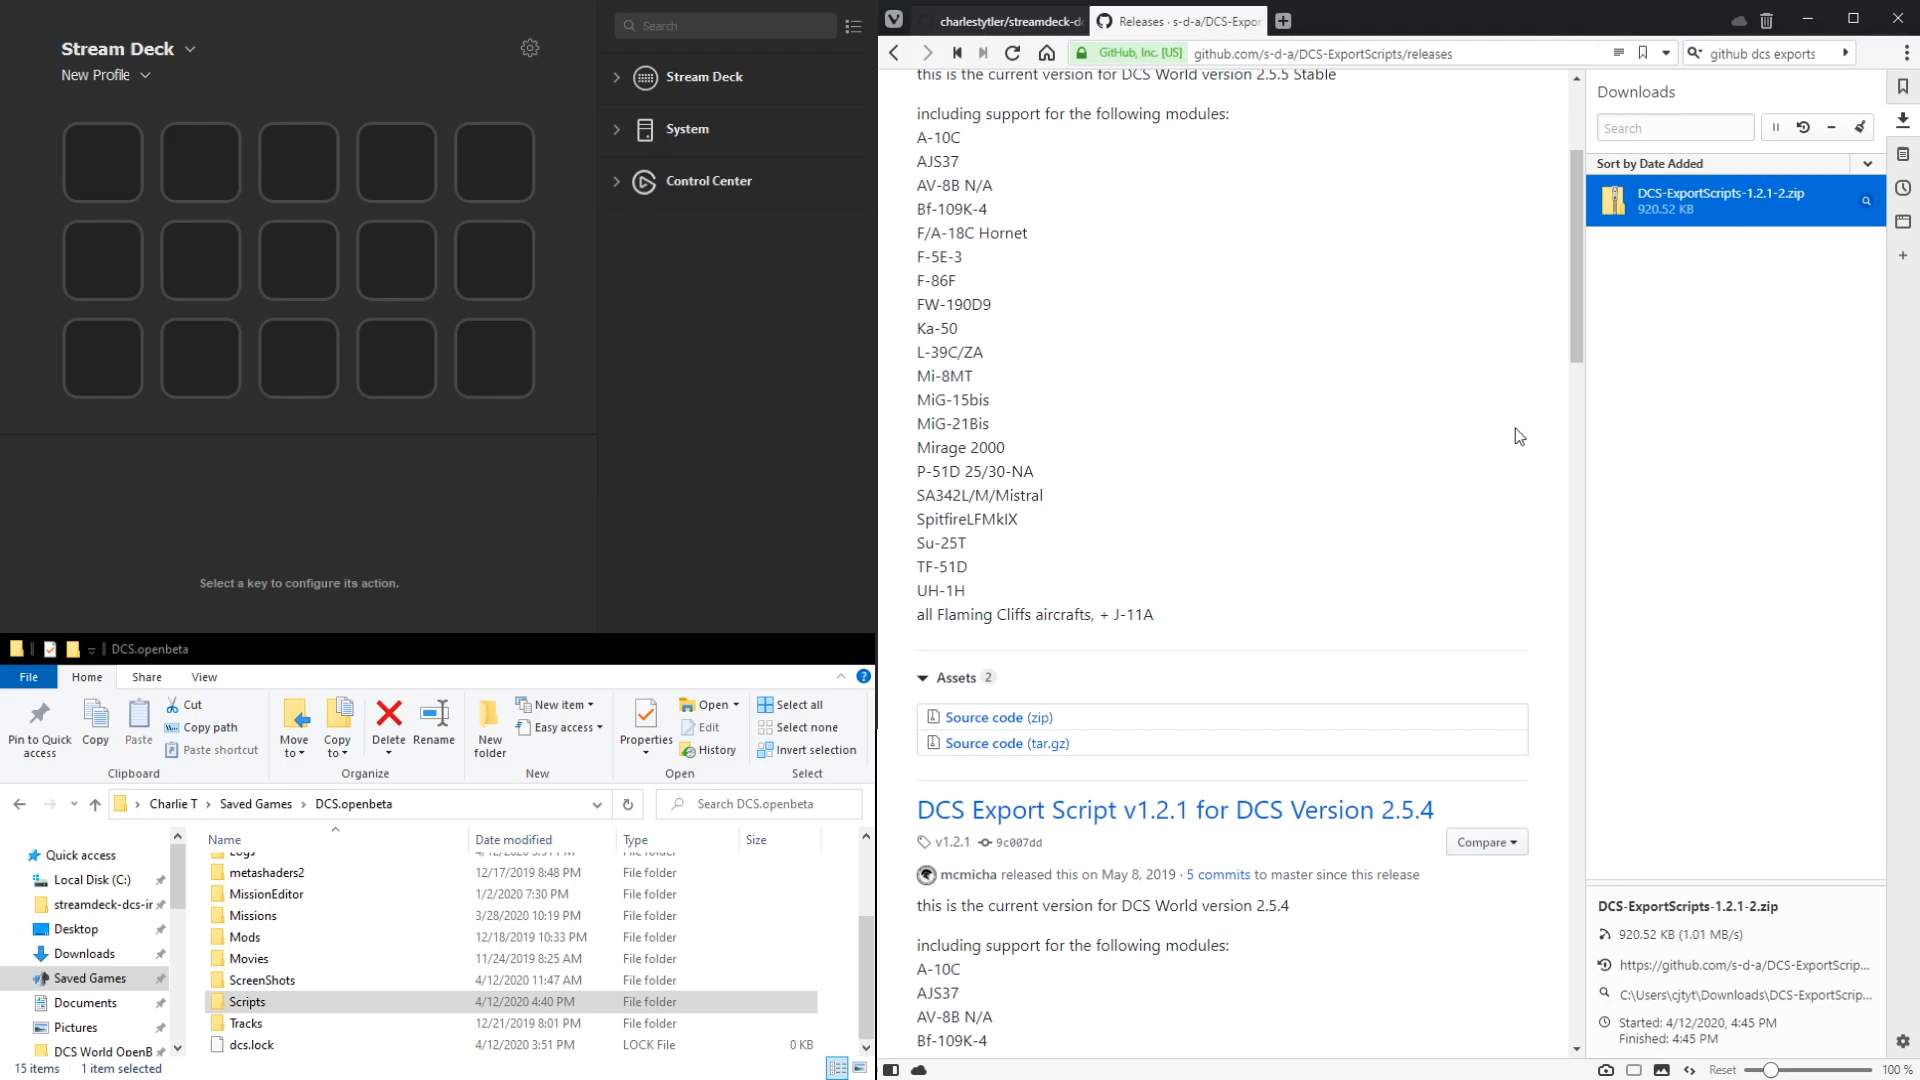 Stream Deck
New Profile
Select a key to configure its action.
Search
Stream Deck
System
Control Center
DCS.openbeta
File
Home
Share
View
Pin to Quick access
Copy
Paste
Cut
Copy path
Paste shortcut
Clipboard
Move to
Copy to
Delete
Rename
Organize
New folder
New item
Easy access
New
Properties
Open
Edit
History
Open
Select all
Select none
Invert selection
Select
Charlie T
Saved Games
DCS.openbeta
Search DCS.openbeta
Quick access
Local Disk (C:)
streamdeck-dcs-ir
Desktop
Downloads
Saved Games
Documents
Pictures
DCS World OpenB
Name Date modified Type Size
metashaders2 12/17/2019 8:48 PM File folder
MissionEditor 1/2/2020 7:30 PM File folder
Missions 3/28/2020 10:19 PM File folder
Mods 12/18/2019 10:33 PM File folder
Movies 11/24/2019 8:25 AM File folder
ScreenShots 4/12/2020 11:47 AM File folder
Scripts 4/12/2020 4:40 PM File folder
Tracks 12/21/2019 8:01 PM File folder
dcs.lock 4/12/2020 3:51 PM LOCK File 0 KB
15 items 1 item selected
charlestytler/streamdeck-d
Releases · s-d-a/DCS-Expor
GitHub, Inc. [US]
github.com/s-d-a/DCS-ExportScripts/releases
github dcs exports
this is the current version for DCS World version 2.5.5 Stable
including support for the following modules:
A-10C
AJS37
AV-8B N/A
Bf-109K-4
F/A-18C Hornet
F-5E-3
F-86F
FW-190D9
Ka-50
L-39C/ZA
Mi-8MT
MiG-15bis
MiG-21Bis
Mirage 2000
P-51D 25/30-NA
SA342L/M/Mistral
SpitfireLFMkIX
Su-25T
TF-51D
UH-1H
all Flaming Cliffs aircrafts, + J-11A
Assets 2
Source code (zip)
Source code (tar.gz)
DCS Export Script v1.2.1 for DCS Version 2.5.4
v1.2.1 9c007dd
Compare
mcmicha released this on May 8, 2019 · 5 commits to master since this release
this is the current version for DCS World version 2.5.4
including support for the following modules:
A-10C
AJS37
AV-8B N/A
Bf-109K-4
Downloads
Search
Sort by Date Added
DCS-ExportScripts-1.2.1-2.zip
920.52 KB
DCS-ExportScripts-1.2.1-2.zip
920.52 KB (1.01 MB/s)
https://github.com/s-d-a/DCS-ExportScrip...
C:\Users\cjtyt\Downloads\DCS-ExportScrip...
Started: 4/12/2020, 4:45 PM
Finished: 4:45 PM
Reset 100 %